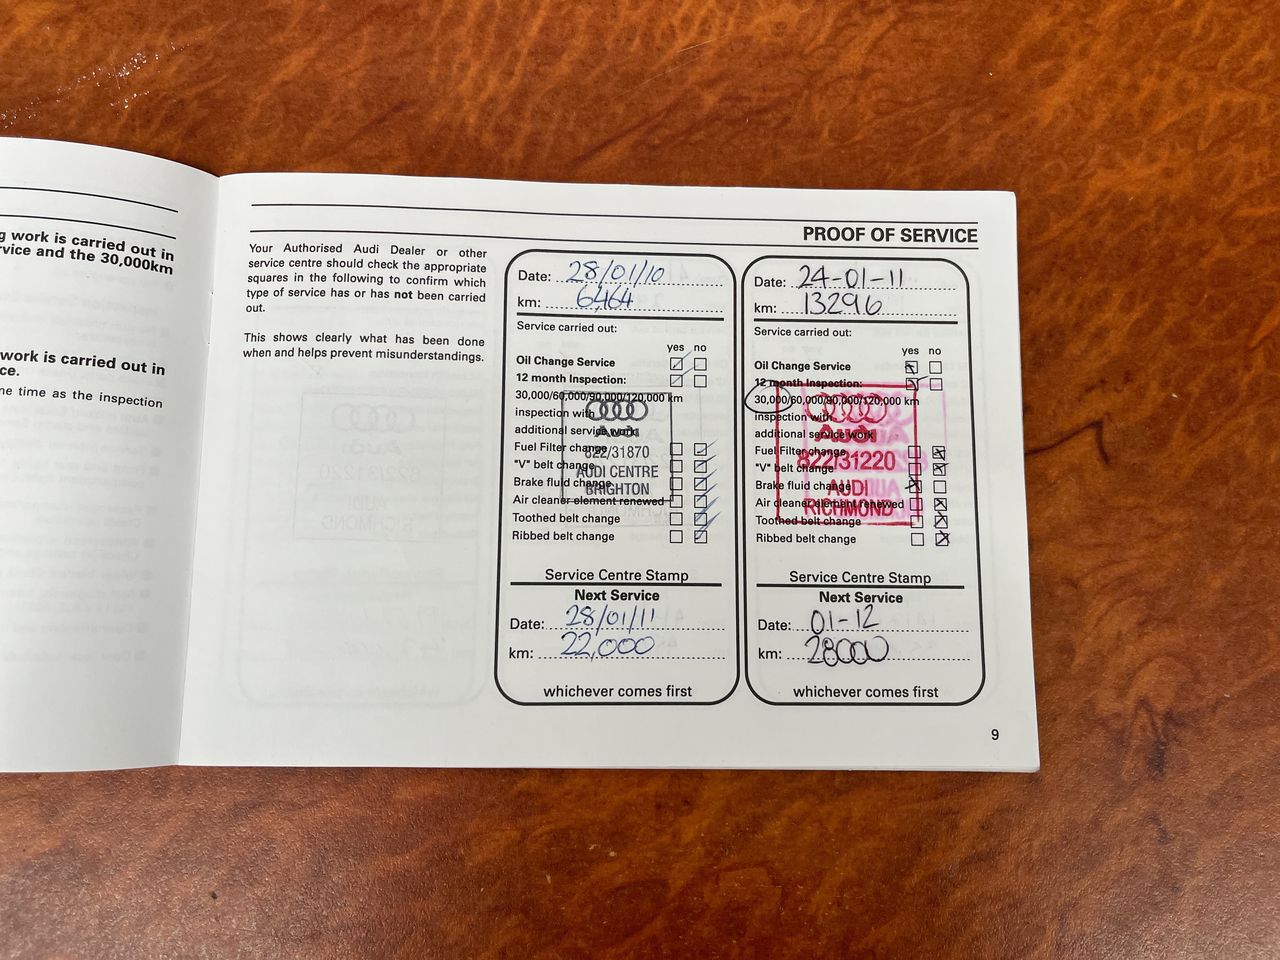 g work is carried out in
rvice and the 30,000km
work is carried out in
ce.
ne time as the inspection
PROOF OF SERVICE
Your Authorised Audi Dealer or other
service centre should check the appropriate
squares in the following to confirm which
type of service has or has not been carried
out.
This shows clearly what has been done
when and helps prevent misunderstandings.
Date: 28/01/10
km: 6,464
Service carried out:
yes no
Oil Change Service
12 month Inspection:
30,000/60,000/90,000/120,000 km
inspection with
additional service work
Fuel Filter change
"V" belt change
Brake fluid change
Air cleaner element renewed
Toothed belt change
Ribbed belt change
Audi
822/31870
AUDI CENTRE
BRIGHTON
Service Centre Stamp
Next Service
Date: 28/01/11
km: 22,000
whichever comes first
Date: 24-01-11
km: 13296
Service carried out:
yes no
Oil Change Service
12 month Inspection:
30,000/60,000/90,000/120,000 km
inspection with
additional service work
Fuel Filter change
"V" belt change
Brake fluid change
Air cleaner element renewed
Toothed belt change
Ribbed belt change
Audi
822/31220
AUDI
RICHMOND
Service Centre Stamp
Next Service
Date: 01-12
km: 28000
whichever comes first
9